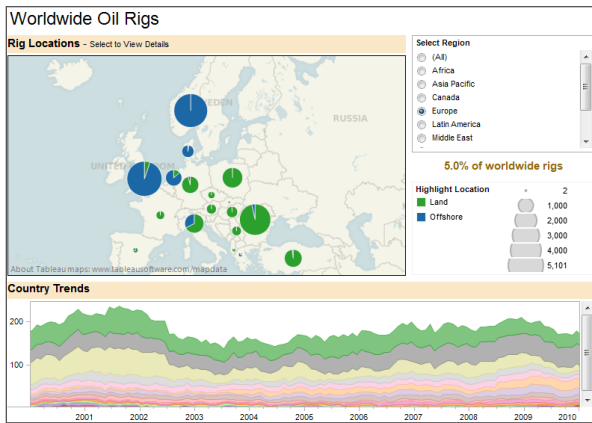 Worldwide Oil Rigs
Rig Locations - Select to View Details
SWEDEN
RUSSIA
UNITED KINGDOM
About Tableau maps: www.tableausoftware.com/mapdata
Select Region
(All)
Africa
Asia Pacific
Canada
Europe
Latin America
Middle East
5.0% of worldwide rigs
Highlight Location
Land
Offshore
2
1,000
2,000
3,000
4,000
5,101
Country Trends
200
100
2001 2002 2003 2004 2005 2006 2007 2008 2009 2010